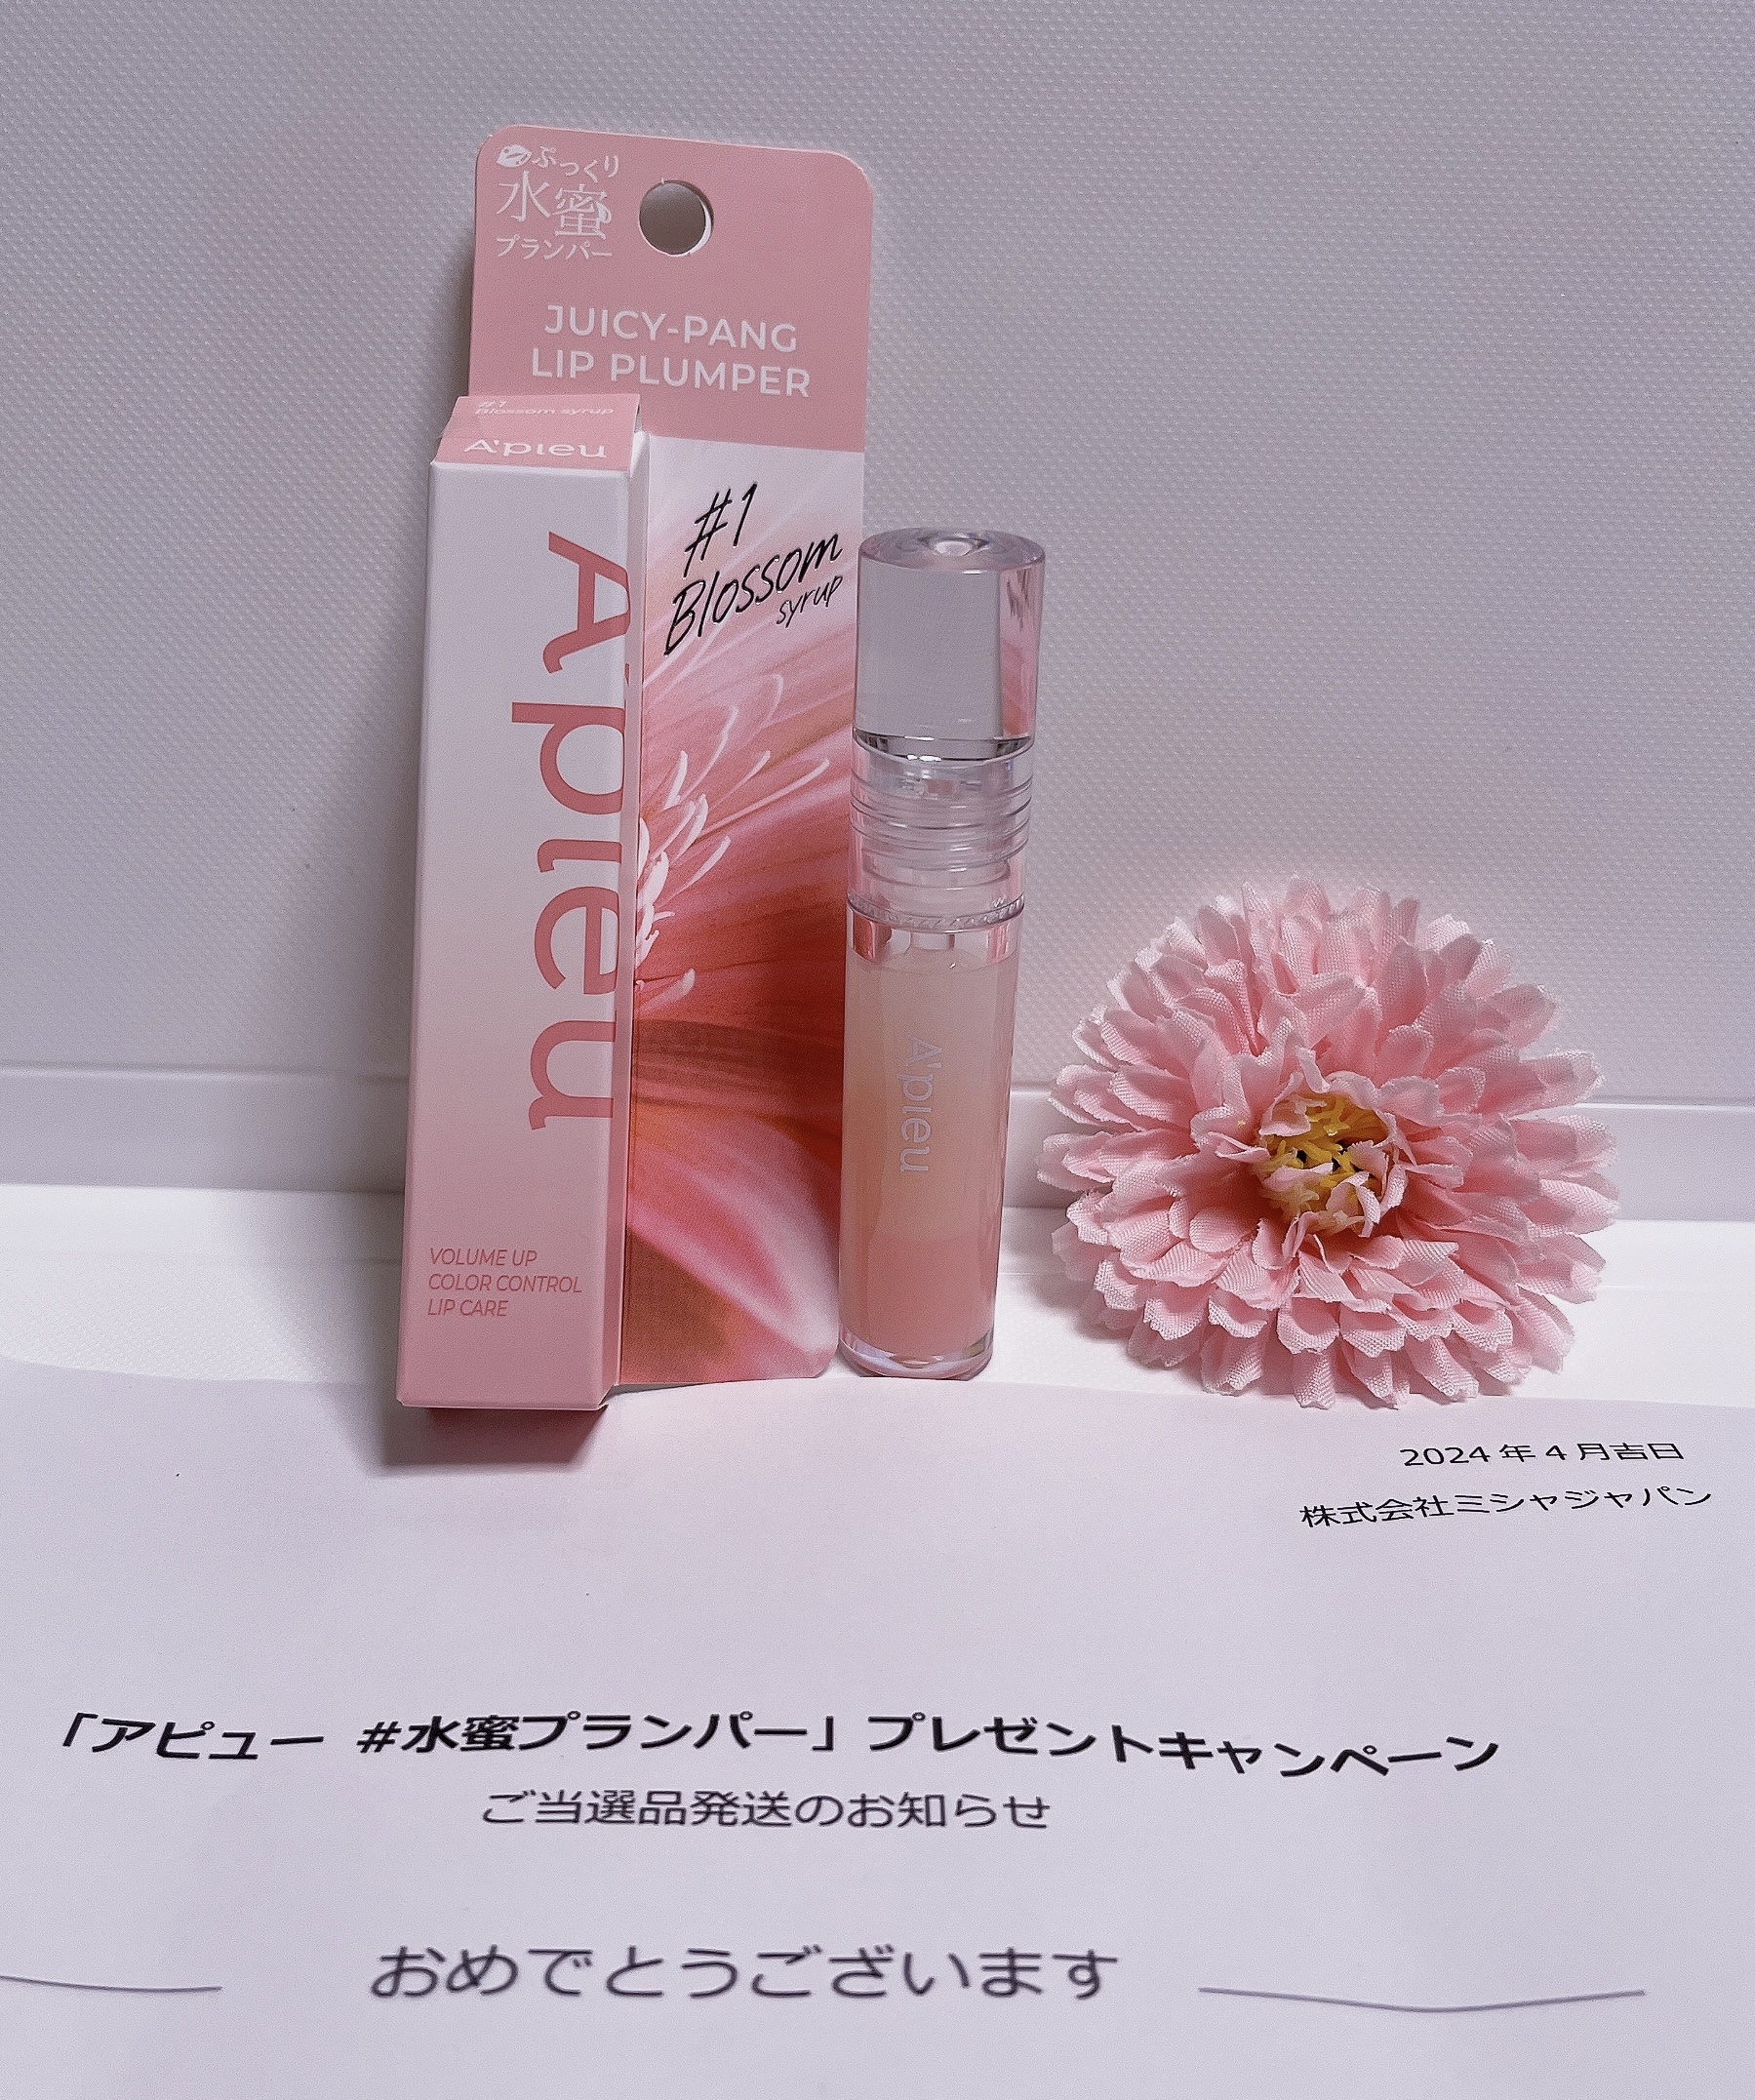 ぷっくり
水蜜
プランパー
JUICY-PANG
LIP PLUMPER
#1
Blossom syrup
A'pieu
#1
Blossom
syrup
A'pieu
VOLUME UP
COLOR CONTROL
LIP CARE
A'pieu
2024年4月吉日
株式会社ミシャジャパン
「アピュー #水蜜プランパー」プレゼントキャンペーン
ご当選品発送のお知らせ
おめでとうございます